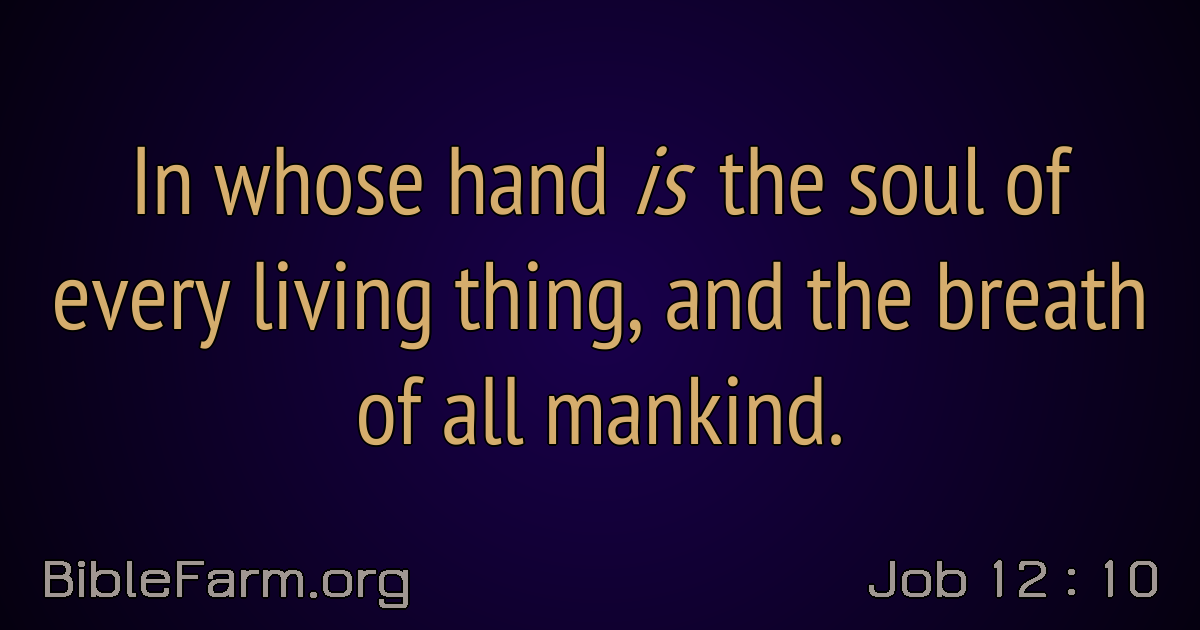 In whose hand is the soul of
every living thing, and the breath
of all mankind.
BibleFarm.org
Job 12 : 10